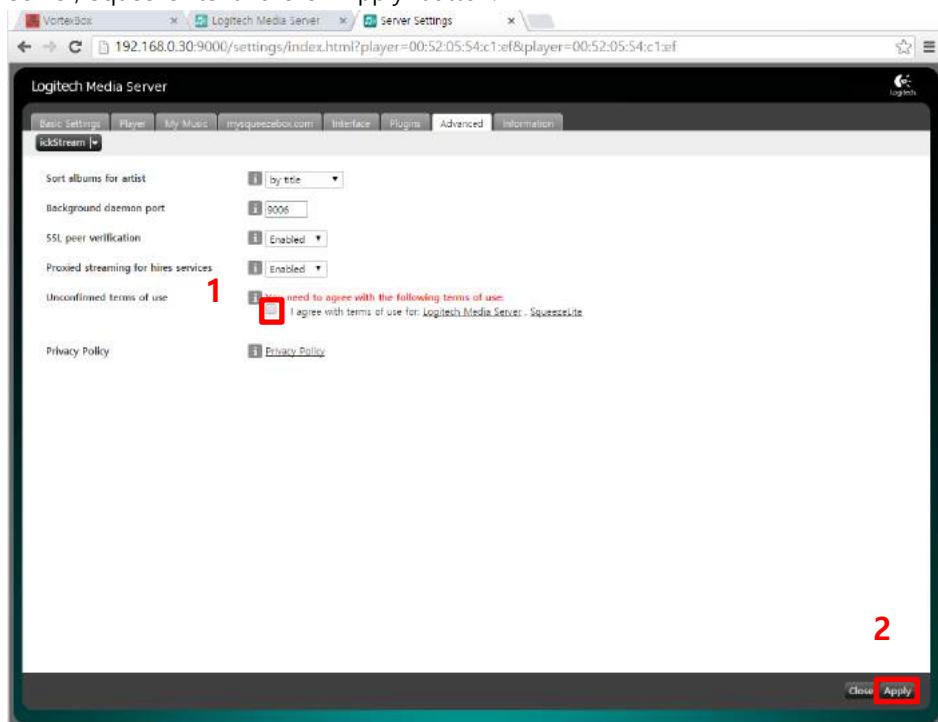 VortexBox
Logitech Media Server
Server Settings
192.168.0.30:9000/settings/index.html?player=00:52:05:54:c1:ef&player=00:52:05:54:c1:ef
Logitech Media Server
Logitech
Basic Settings Player My Music mysqueezebox.com Interface Plugins Advanced Information
ickStream
Sort albums for artist by title
Background daemon port 9006
SSL peer verification Enabled
Proxied streaming for hires services Enabled
1
Unconfirmed terms of use You need to agree with the following terms of use:
I agree with terms of use for: Logitech Media Server , SqueezeLite
Privacy Policy Privacy Policy
2
Close Apply